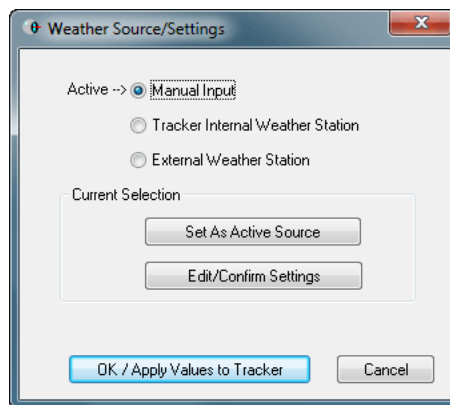 Weather Source/Settings
Active --> Manual Input
Tracker Internal Weather Station
External Weather Station
Current Selection
Set As Active Source
Edit/Confirm Settings
OK / Apply Values to Tracker Cancel